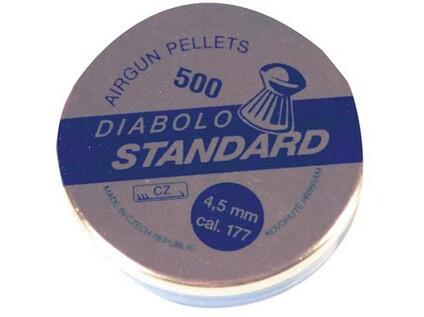 AIRGUN PELLETS
500
DIABOLO
STANDARD
CZ
4,5 mm
cal. 177
MADE IN CZECH REPUBLIC
KOVOHUTĚ PŘÍBRAM